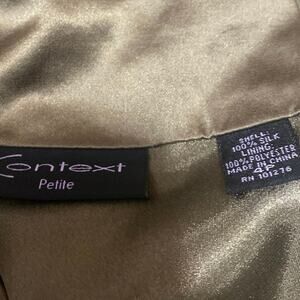 Context
Petite
SHELL:
100% SILK
LINING:
100% POLYESTER
MADE IN CHINA
4P
RN 101276